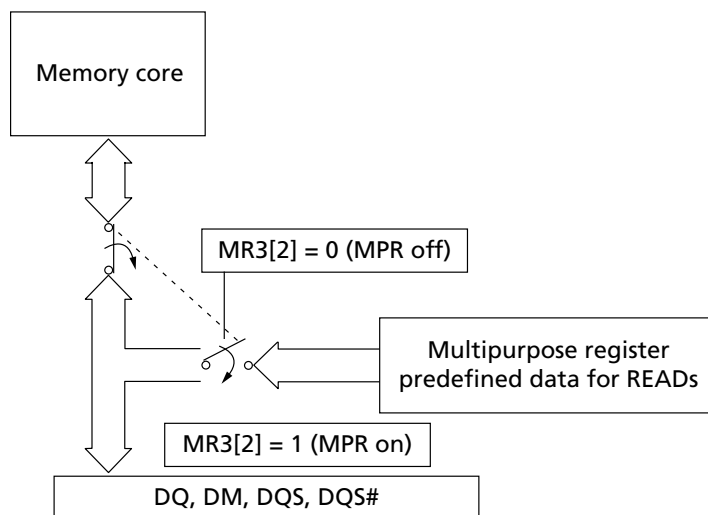 Memory core
MR3[2] = 0 (MPR off)
Multipurpose register
predefined data for READs
MR3[2] = 1 (MPR on)
DQ, DM, DQS, DQS#